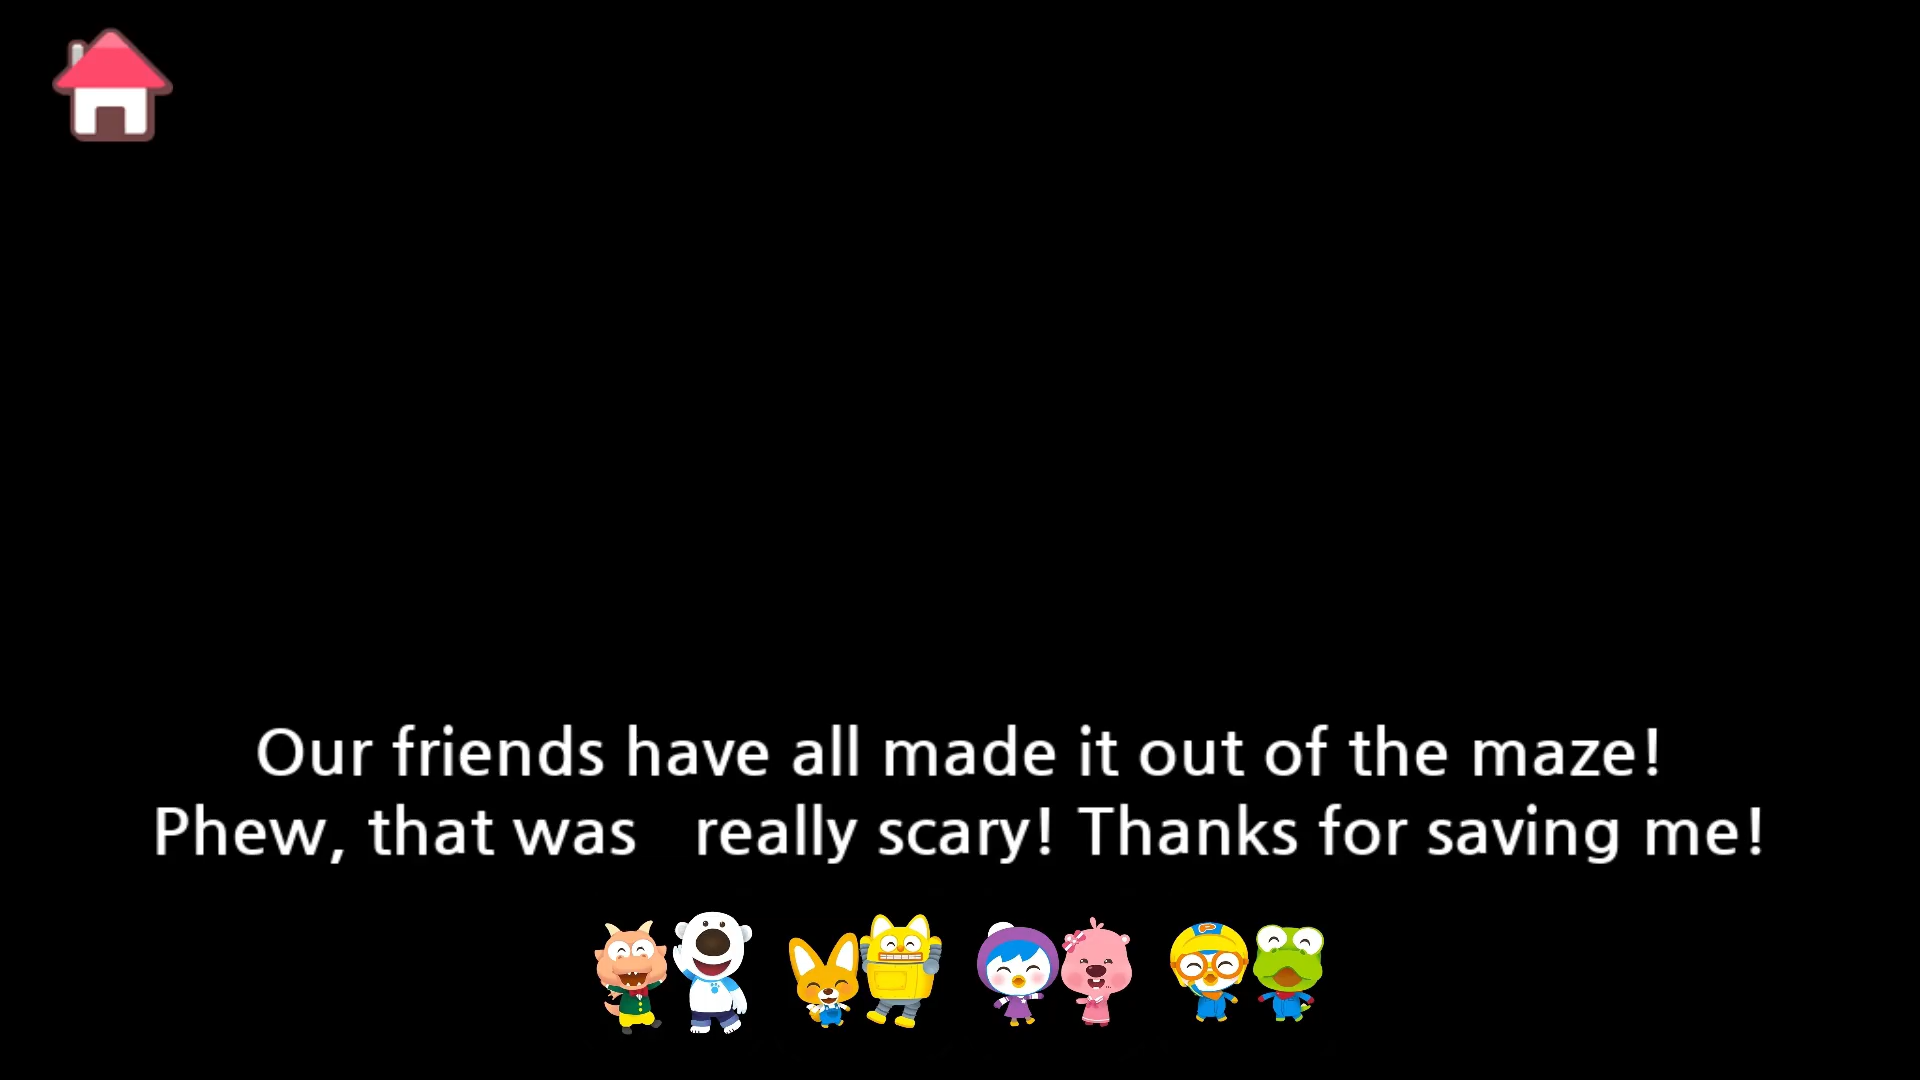 Our friends have all made it out of the maze!
Phew, that was really scary! Thanks for saving me!